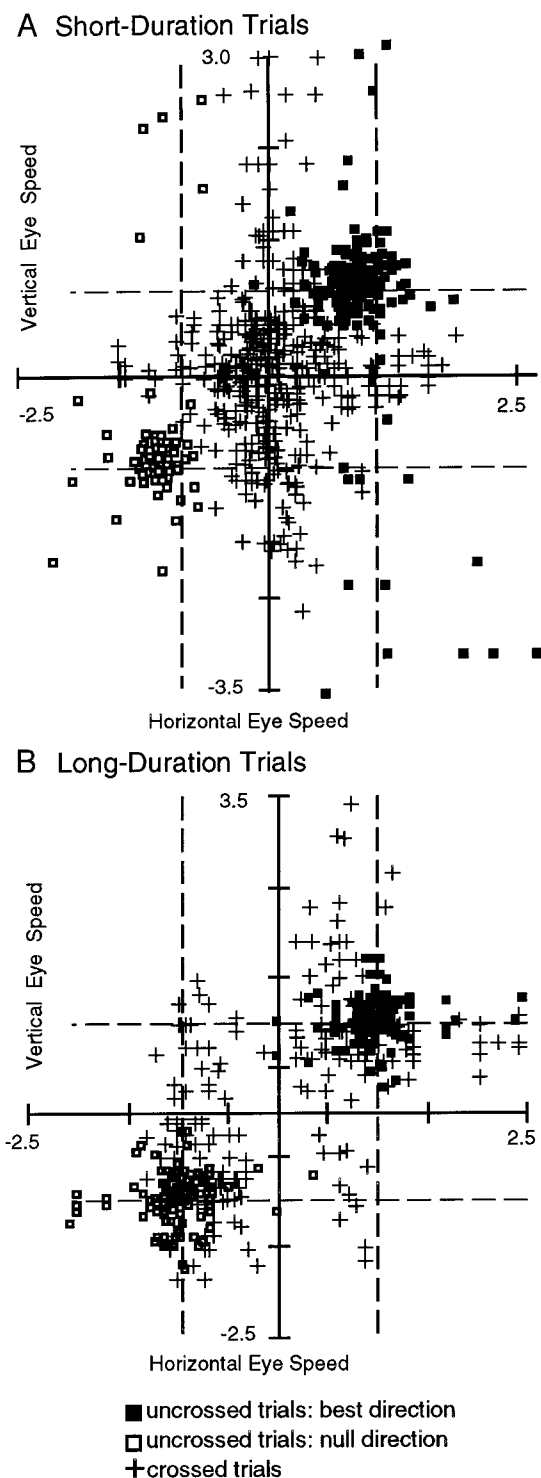 A Short-Duration Trials
3.0
Vertical Eye Speed
-2.5
2.5
-3.5
Horizontal Eye Speed
B Long-Duration Trials
3.5
Vertical Eye Speed
-2.5
2.5
-2.5
Horizontal Eye Speed
uncrossed trials: best direction
uncrossed trials: null direction
crossed trials